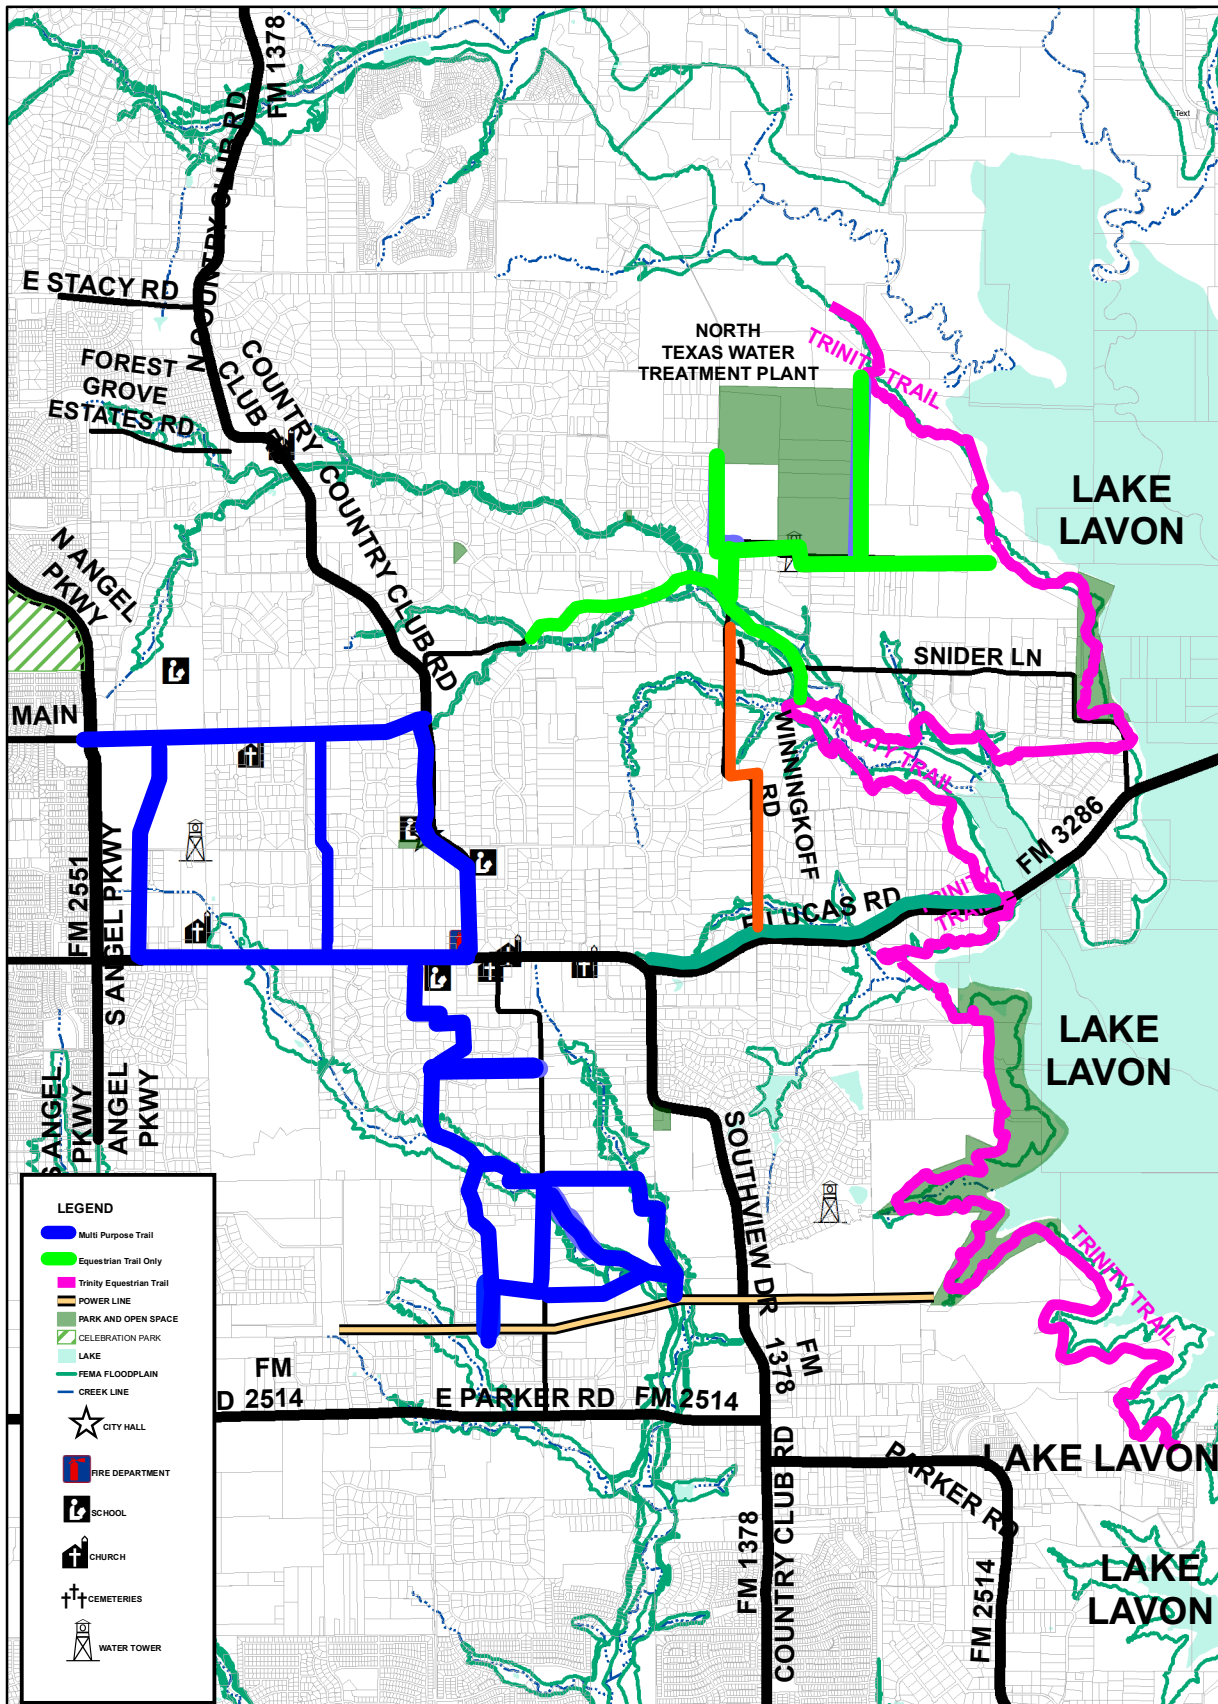 FM 1378
N COUNTRY CLUB RD
Text
E STACY RD
COUNTRY
CLUB
NORTH
TEXAS WATER
TREATMENT PLANT
TRINITY TRAIL
FOREST
GROVE
ESTATES RD
COUNTRY CLUB RD
LAKE
LAVON
N ANGEL
PKWY
SNIDER LN
MAIN
TRINITY TRAIL
WINNINGKOFF
RD
FM 3286
FM 2551
S ANGEL PKWY
E LUCAS RD
TRINITY
TRAIL
LAKE
LAVON
S ANGEL
PKWY
ANGEL
PKWY
SOUTHVIEW DR
TRINITY TRAIL
FM
1378
LEGEND
Multi Purpose Trail
Equestrian Trail Only
Trinity Equestrian Trail
POWER LINE
PARK AND OPEN SPACE
CELEBRATION PARK
LAKE
FEMA FLOODPLAIN
CREEK LINE
CITY HALL
FIRE DEPARTMENT
SCHOOL
CHURCH
CEMETERIES
WATER TOWER
FM
D 2514
E PARKER RD
FM 2514
LAKE LAVON
PARKER RD
FM 1378
COUNTRY CLUB RD
FM 2514
LAKE
LAVON